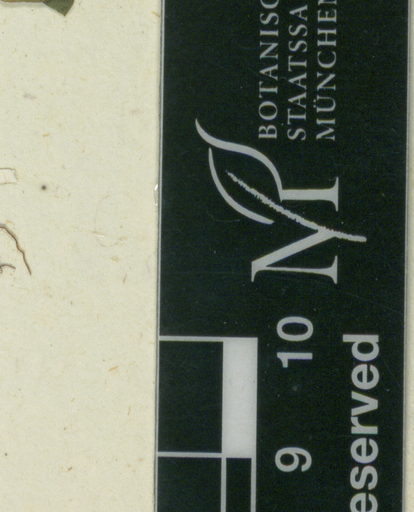 BOTANISC
STAATSSA
MÜNCHEN
M
9 10
eserved